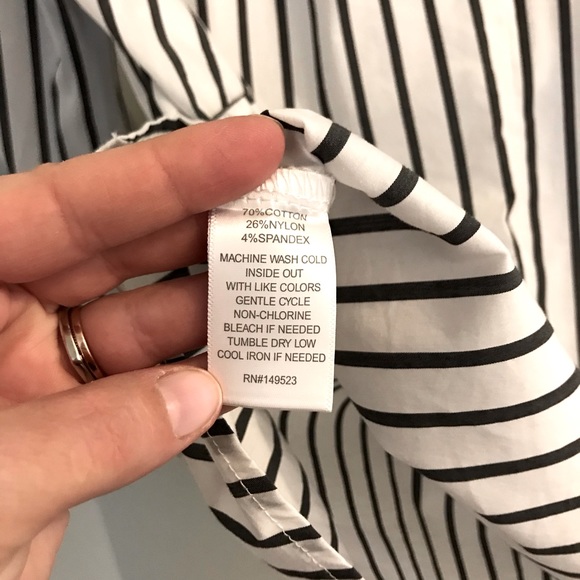 70%COTTON
26%NYLON
4%SPANDEX
MACHINE WASH COLD
INSIDE OUT
WITH LIKE COLORS
GENTLE CYCLE
NON-CHLORINE
BLEACH IF NEEDED
TUMBLE DRY LOW
COOL IRON IF NEEDED
RN#149523